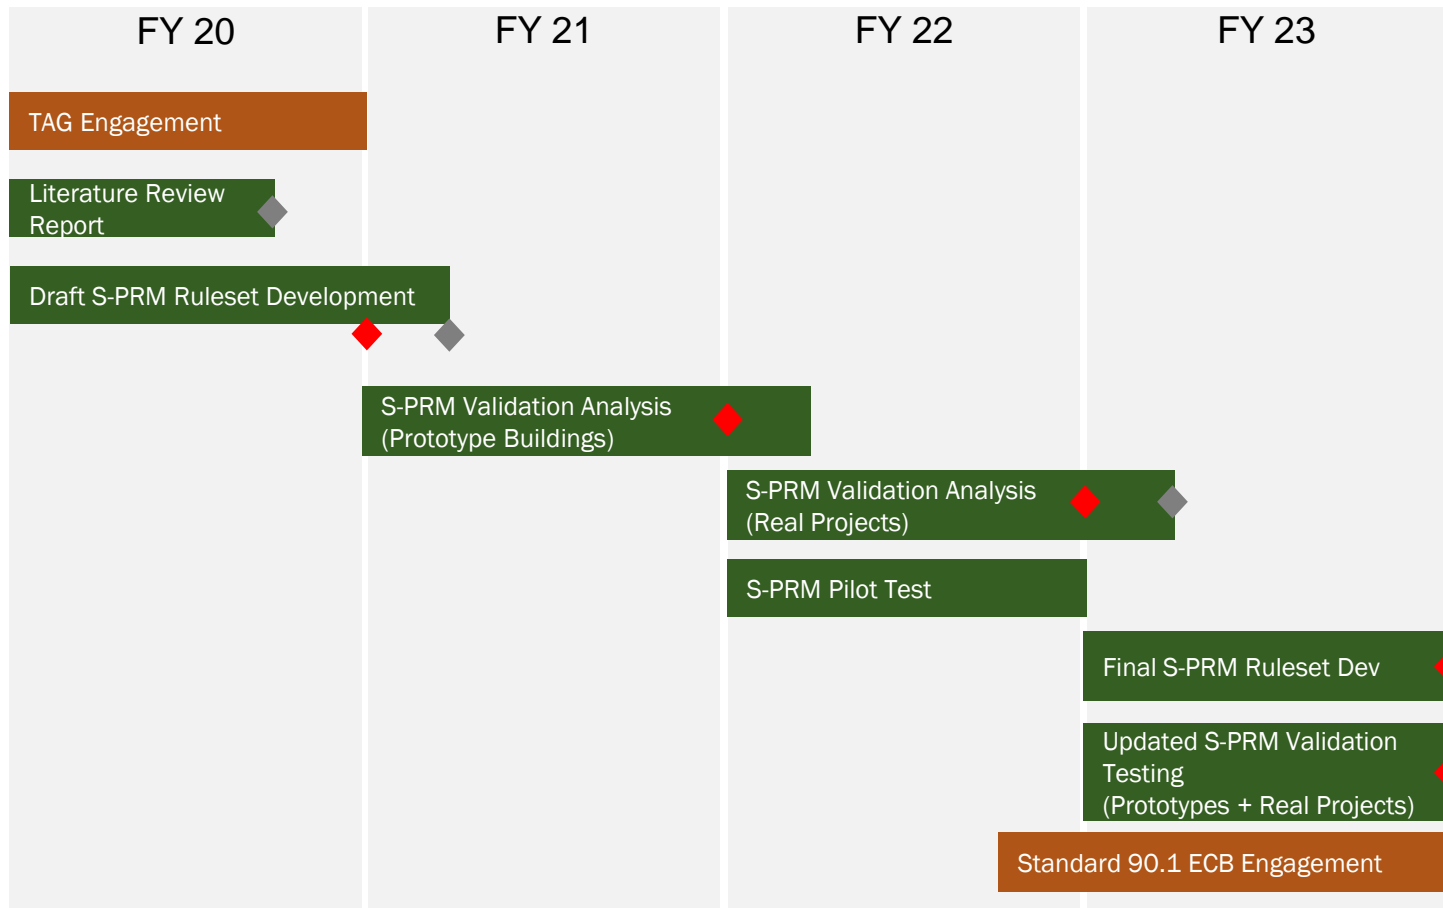 FY 20
FY 21
FY 22
FY 23
TAG Engagement
Literature Review
Report
Draft S-PRM Ruleset Development
S-PRM Validation Analysis
(Prototype Buildings)
S-PRM Validation Analysis
(Real Projects)
S-PRM Pilot Test
Final S-PRM Ruleset Dev
Updated S-PRM Validation
Testing
(Prototypes + Real Projects)
Standard 90.1 ECB Engagement